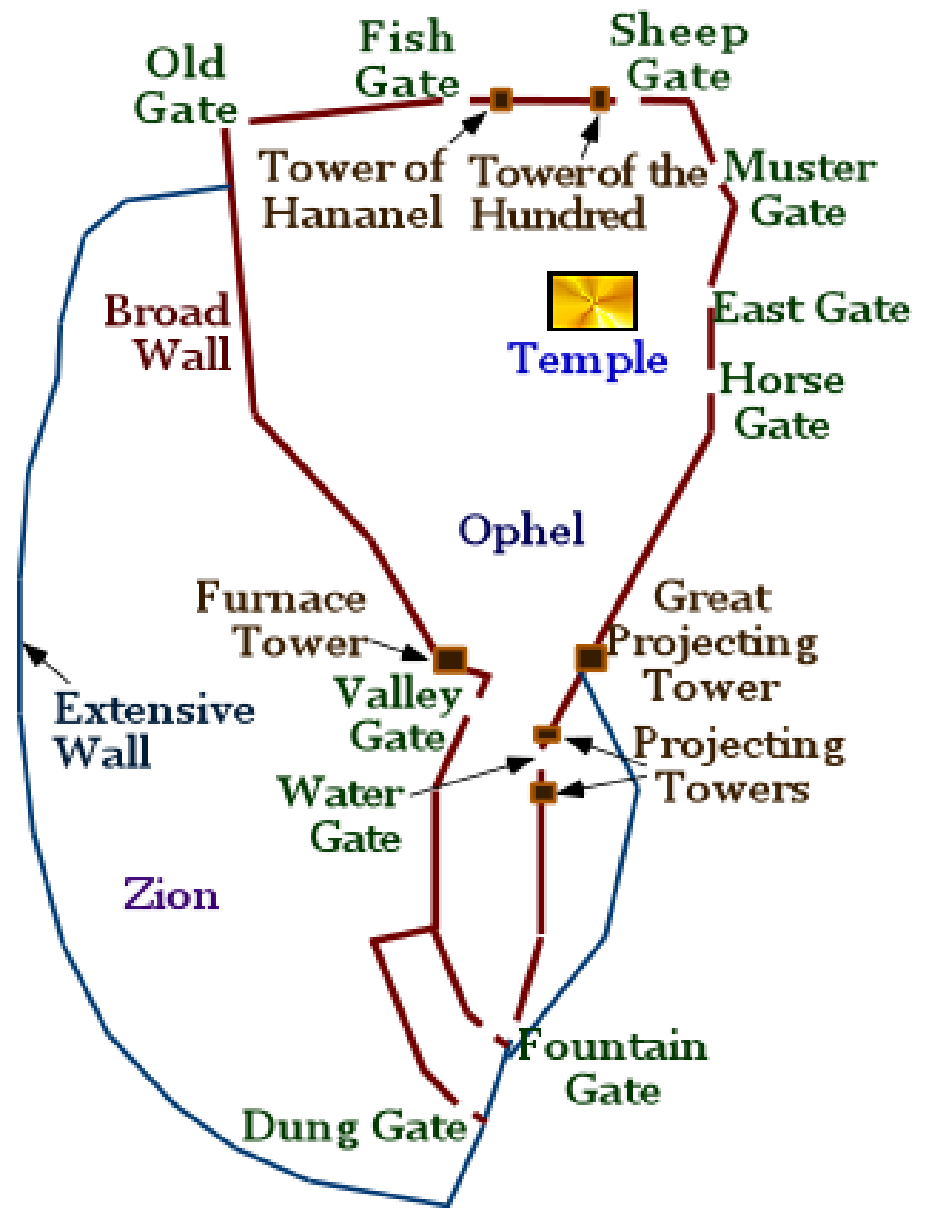 Old
Gate
Fish
Gate
Sheep
Gate
Tower of
Hananel
Tower of the
Hundred
Muster
Gate
Broad
Wall
Temple
East Gate
Horse
Gate
Ophel
Furnace
Tower
Great
Projecting
Tower
Valley
Gate
Extensive
Wall
Projecting
Towers
Water
Gate
Zion
Fountain
Gate
Dung Gate